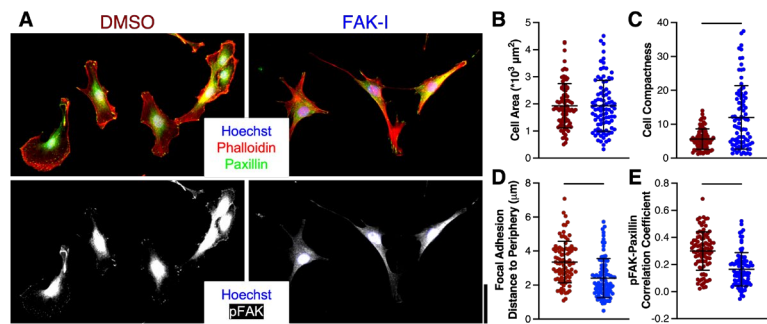 A
DMSO
FAK-I
Hoechst
Phalloidin
Paxillin
Hoechst
pFAK
B
Cell Area (*10³ µm²)
5
4
3
2
1
0
C
Cell Compactness
40
30
20
10
0
D
Focal Adhesion
Distance to Periphery (µm)
8
6
4
2
0
E
pFAK-Paxillin
Correlation Coefficient
0.8
0.6
0.4
0.2
0.0
-0.2